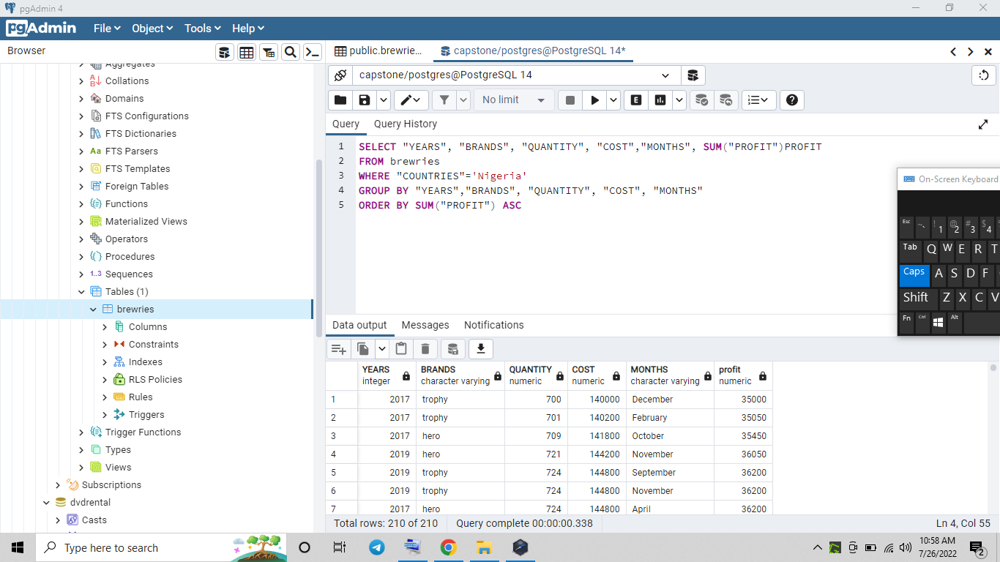 pgAdmin 4
pgAdmin File Object Tools Help
Browser
public.brewrie...
capstone/postgres@PostgreSQL 14*
capstone/postgres@PostgreSQL 14
No limit
E
Query Query History
1 SELECT "YEARS", "BRANDS", "QUANTITY", "COST","MONTHS", SUM("PROFIT")PROFIT
2 FROM brewries
3 WHERE "COUNTRIES"='Nigeria'
4 GROUP BY "YEARS","BRANDS", "QUANTITY", "COST", "MONTHS"
5 ORDER BY SUM("PROFIT") ASC
Aggregates
Collations
Domains
FTS Configurations
FTS Dictionaries
Aa FTS Parsers
FTS Templates
Foreign Tables
Functions
Materialized Views
Operators
Procedures
1..3 Sequences
Tables (1)
brewries
Columns
Constraints
Indexes
RLS Policies
Rules
Triggers
Trigger Functions
Types
Views
Subscriptions
dvdrental
Casts
On-Screen Keyboard
Esc ~ ` ! 1 @ 2 # 3 $ 4
Tab Q W E R T
Caps A S D F
Shift Z X C V
Fn Ctrl Alt
Data output Messages Notifications
YEARS BRANDS QUANTITY COST MONTHS profit
integer character varying numeric numeric character varying numeric
1 2017 trophy 700 140000 December 35000
2 2017 trophy 701 140200 February 35050
3 2017 hero 709 141800 October 35450
4 2019 hero 721 144200 November 36050
5 2019 trophy 724 144800 September 36200
6 2019 trophy 724 144800 November 36200
7 2017 hero 724 144800 April 36200
Total rows: 210 of 210 Query complete 00:00:00.338 Ln 4, Col 55
Type here to search
10:58 AM
7/26/2022
2